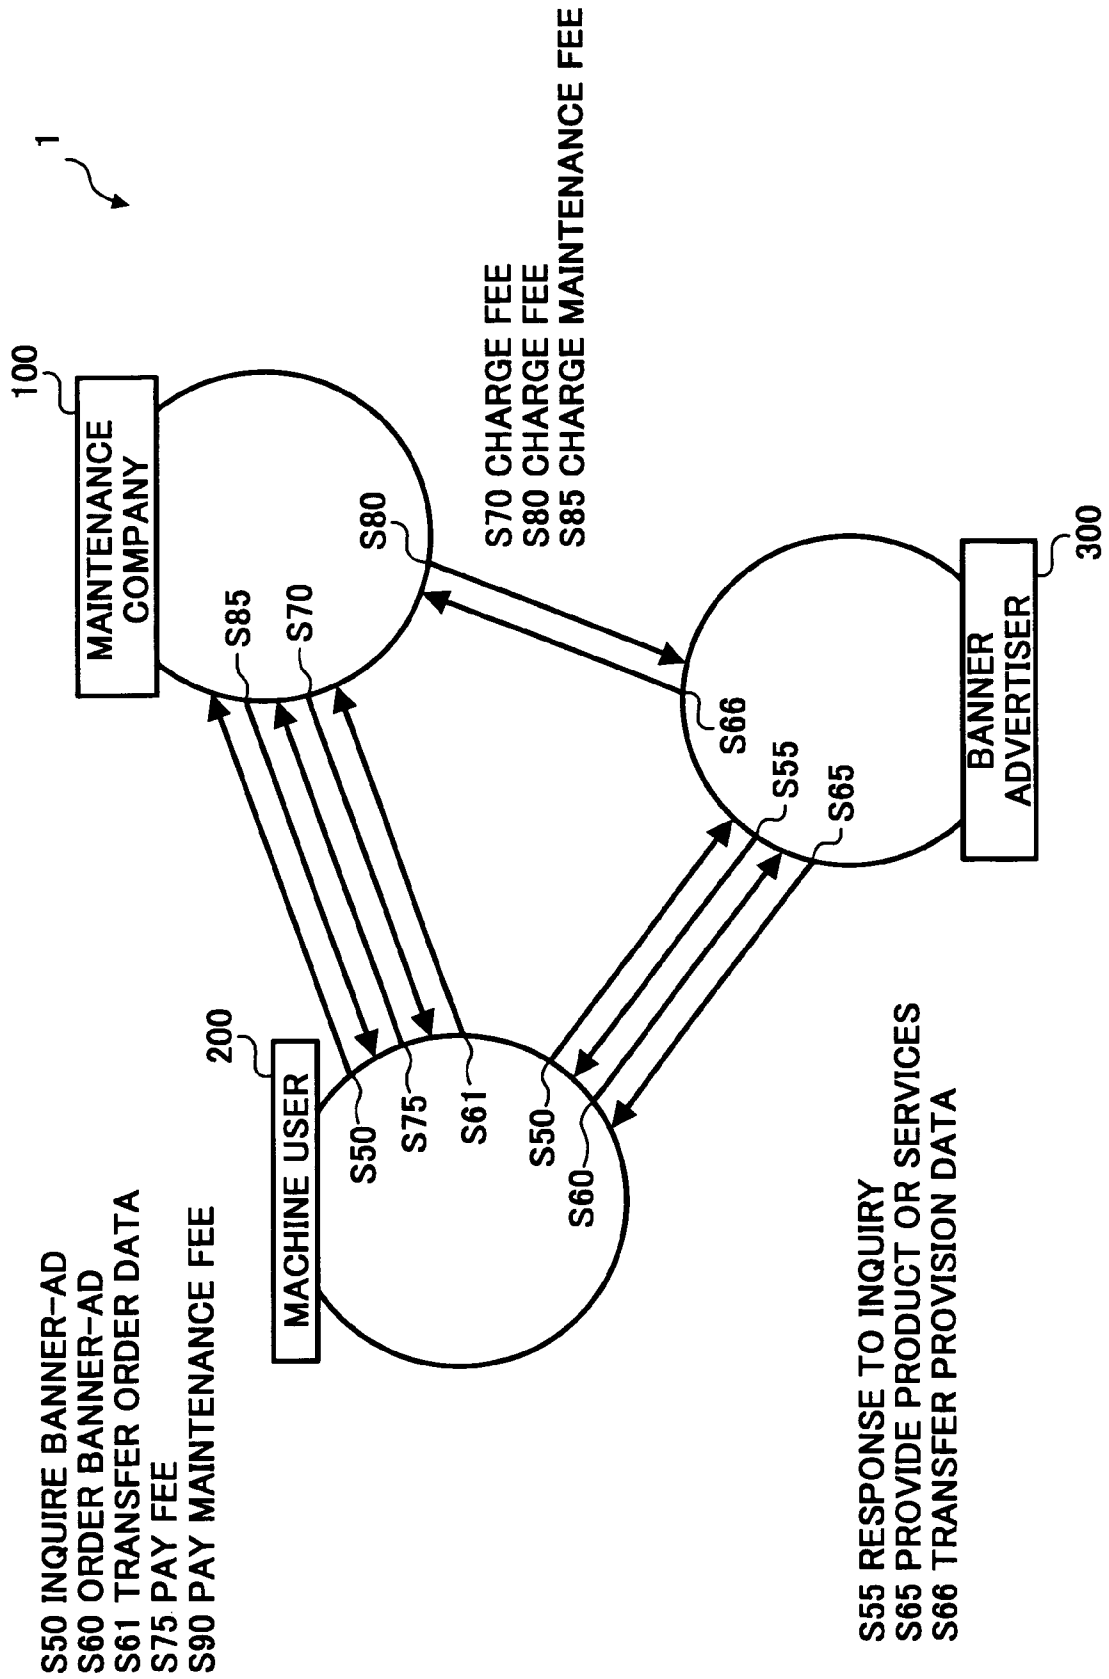 S50 INQUIRE BANNER-AD
S60 ORDER BANNER-AD
S61 TRANSFER ORDER DATA
S75 PAY FEE
S90 PAY MAINTENANCE FEE
1
100
MAINTENANCE
COMPANY
200
MACHINE USER
S85
S70
S80
S50
S75
S61
S50
S60
S66
S55
S65
S70 CHARGE FEE
S80 CHARGE FEE
S85 CHARGE MAINTENANCE FEE
BANNER
ADVERTISER
300
S55 RESPONSE TO INQUIRY
S65 PROVIDE PRODUCT OR SERVICES
S66 TRANSFER PROVISION DATA